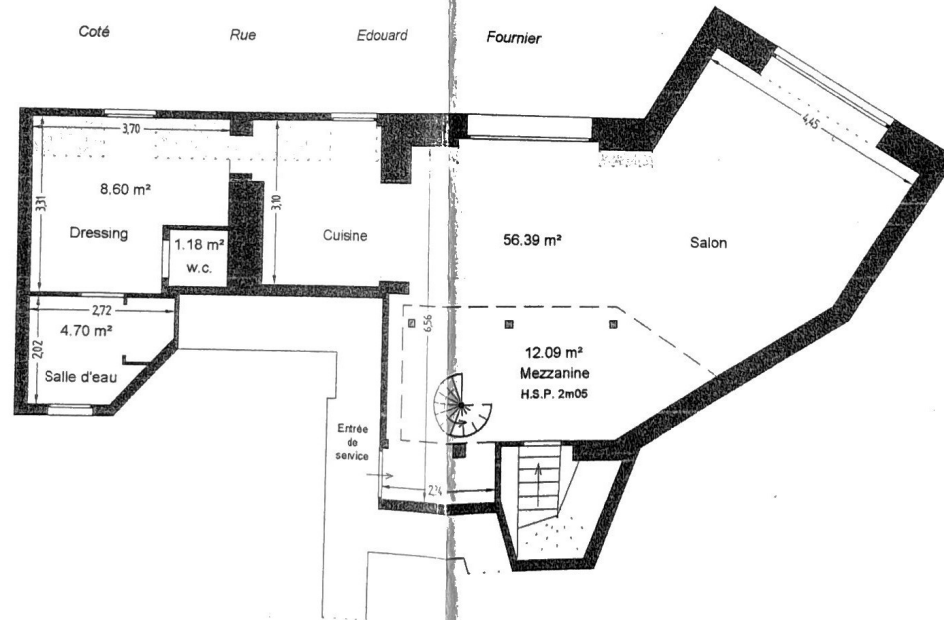 Coté Rue Edouard Fournier
3,70
4,45
3,31
3,10
8.60 m²
Dressing
1.18 m²
w.c.
Cuisine
56.39 m²
Salon
2,72
4.70 m²
2,02
Salle d'eau
6,56
12.09 m²
Mezzanine
H.S.P. 2m05
Entrée
de
service